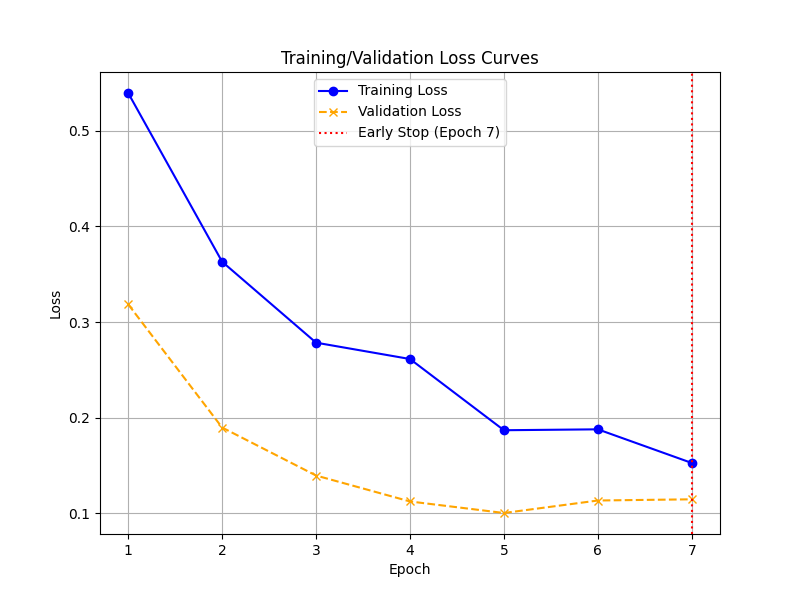 Training/Validation Loss Curves
Training Loss
Validation Loss
Early Stop (Epoch 7)
0.5
0.4
0.3
0.2
0.1
Loss
1 2 3 4 5 6 7
Epoch